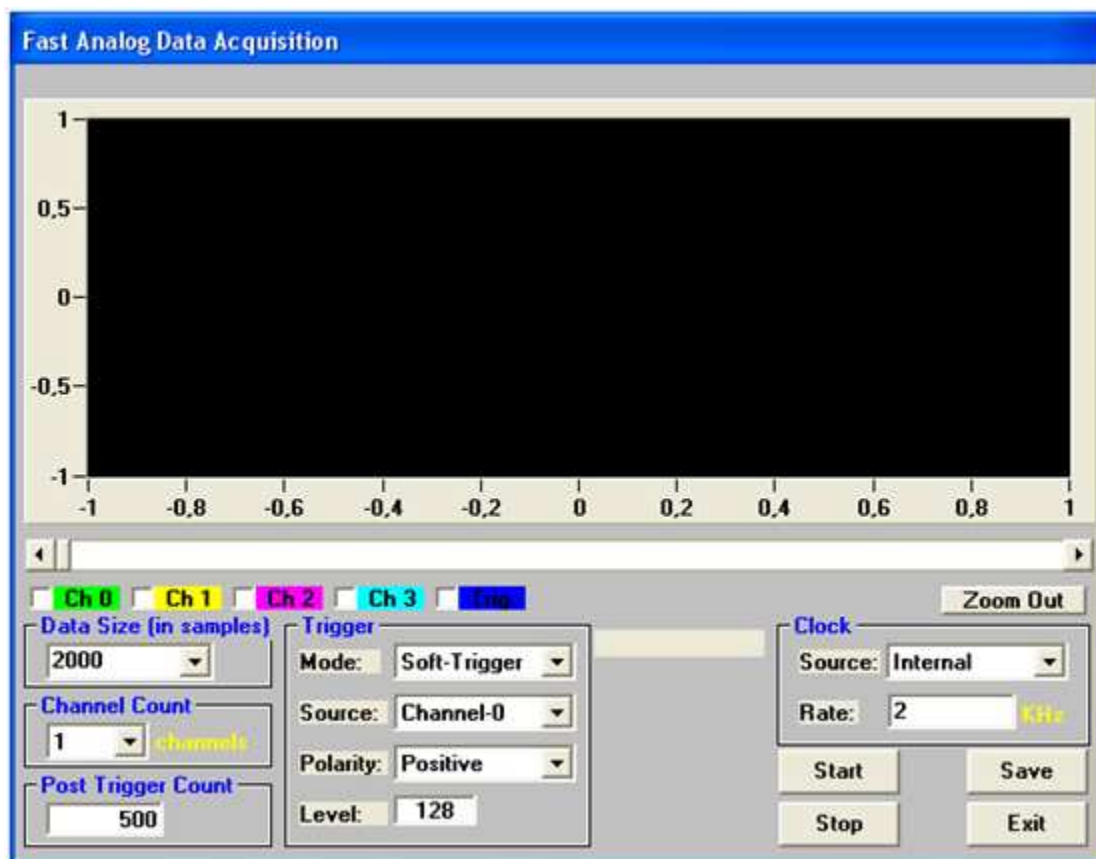 Fast Analog Data Acquisition
1
0,5
0
-0,5
-1
-1 -0,8 -0,6 -0,4 -0,2 0 0,2 0,4 0,6 0,8 1
Ch 0 Ch 1 Ch 2 Ch 3 Trig
Zoom Out
Data Size (in samples)
2000
Channel Count
1 channels
Post Trigger Count
500
Trigger
Mode: Soft-Trigger
Source: Channel-0
Polarity: Positive
Level: 128
Clock
Source: Internal
Rate: 2 KHz
Start Save
Stop Exit